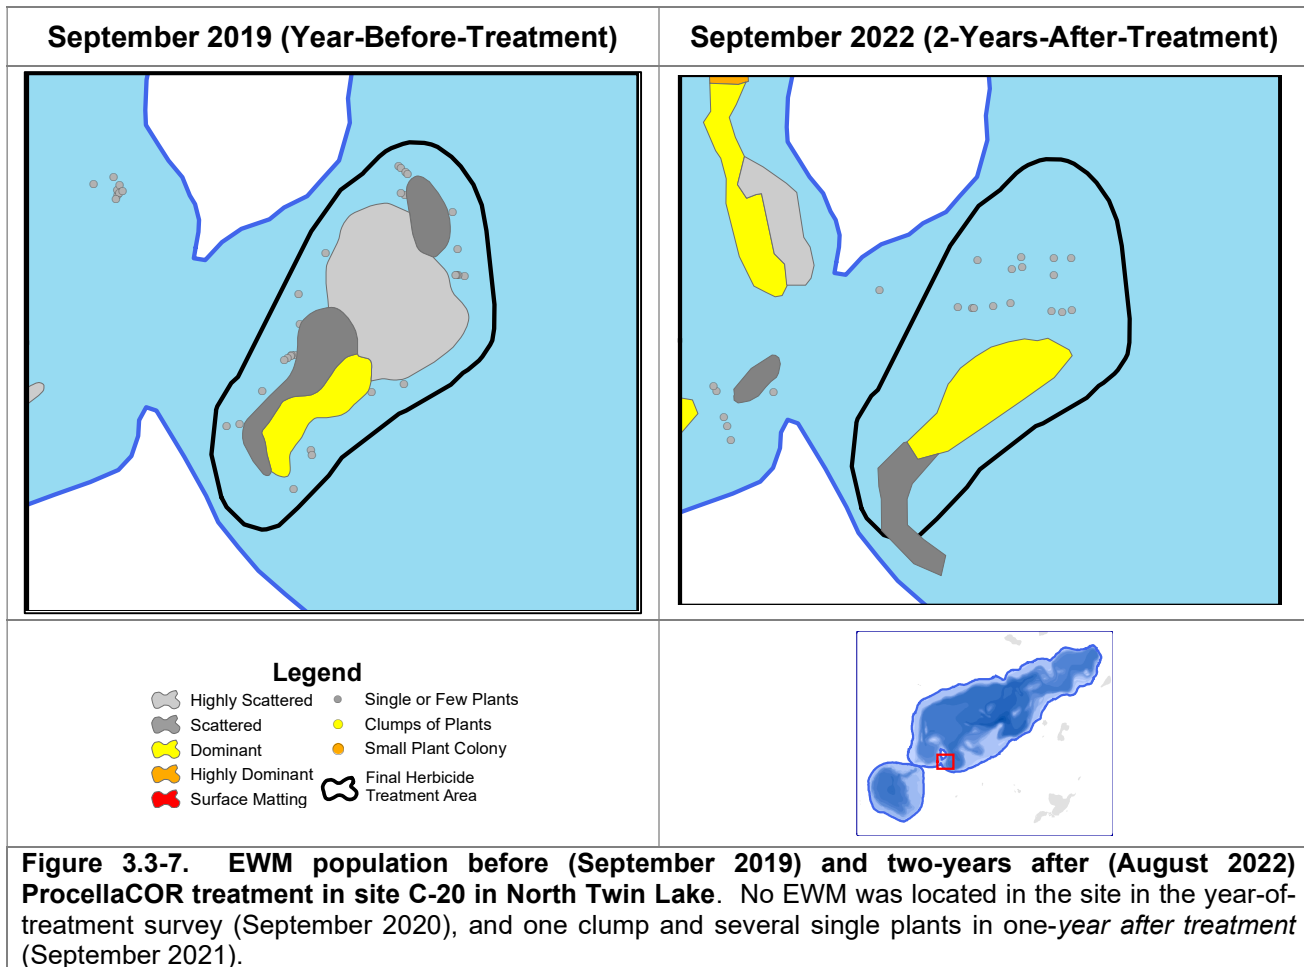 September 2019 (Year-Before-Treatment)
September 2022 (2-Years-After-Treatment)
Legend
Highly Scattered
Scattered
Dominant
Highly Dominant
Surface Matting
Single or Few Plants
Clumps of Plants
Small Plant Colony
Final Herbicide
Treatment Area
Figure 3.3-7. EWM population before (September 2019) and two-years after (August 2022)
ProcellaCOR treatment in site C-20 in North Twin Lake. No EWM was located in the site in the year-of-
treatment survey (September 2020), and one clump and several single plants in one-year after treatment
(September 2021).